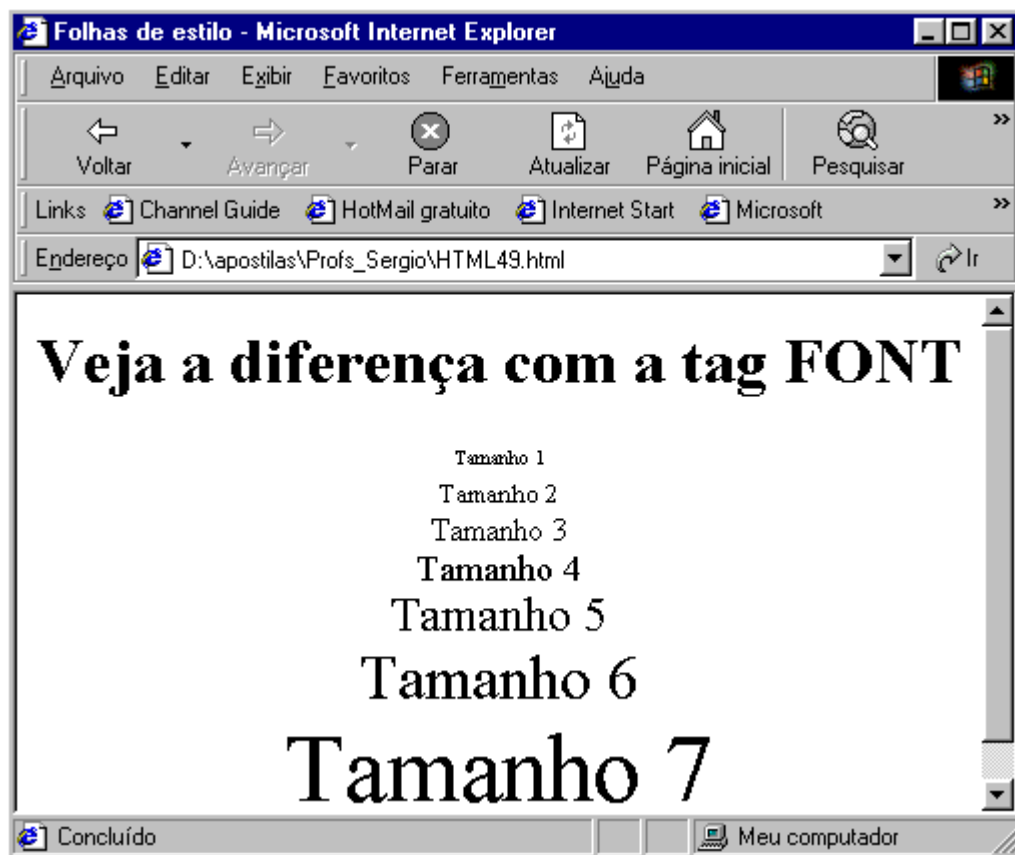 Folhas de estilo - Microsoft Internet Explorer
Arquivo Editar Exibir Favoritos Ferramentas Ajuda
Voltar Avançar Parar Atualizar Página inicial Pesquisar »
Links Channel Guide HotMail gratuito Internet Start Microsoft »
Endereço D:\apostilas\Profs_Sergio\HTML49.html Ir
Veja a diferença com a tag FONT
Tamanho 1
Tamanho 2
Tamanho 3
Tamanho 4
Tamanho 5
Tamanho 6
Tamanho 7
Concluído Meu computador